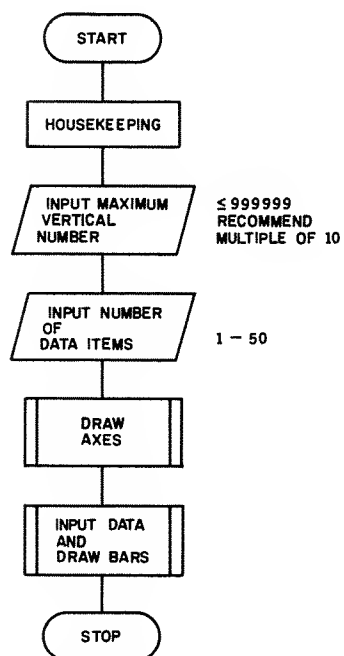 START
HOUSEKEEPING
INPUT MAXIMUM
VERTICAL
NUMBER
≤999999
RECOMMEND
MULTIPLE OF 10
INPUT NUMBER
OF
DATA ITEMS
1 – 50
DRAW
AXES
INPUT DATA
AND
DRAW BARS
STOP